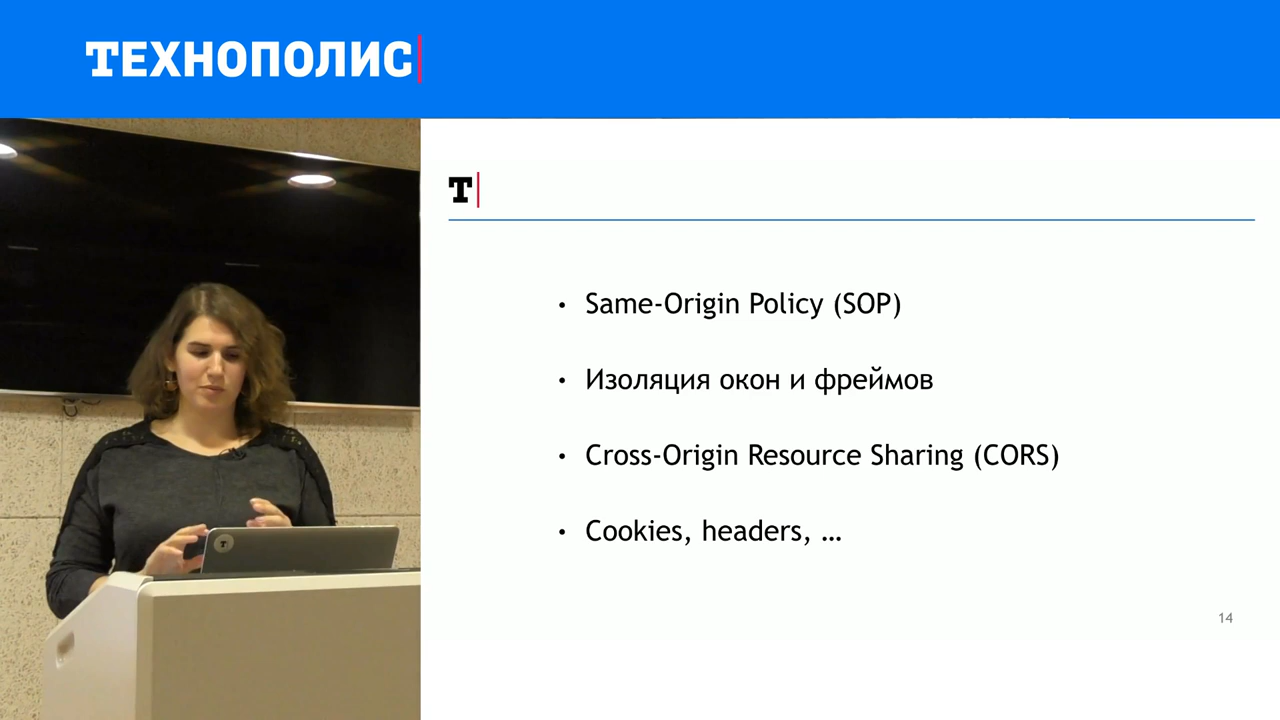 ТЕХНОПОЛИС
Т
• Same-Origin Policy (SOP)
• Изоляция окон и фреймов
• Cross-Origin Resource Sharing (CORS)
• Cookies, headers, …
14
Т